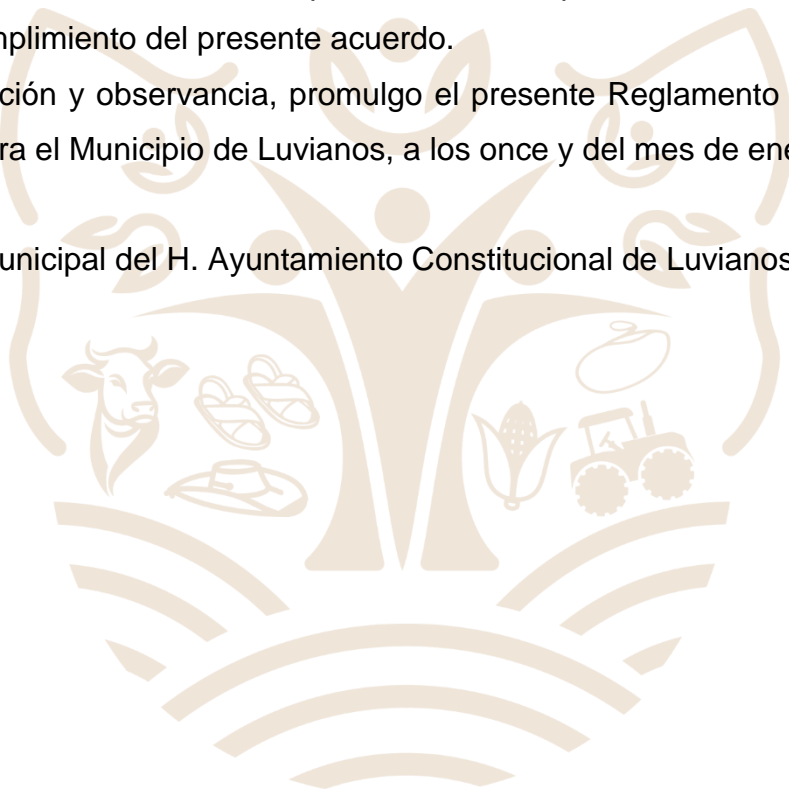 mplimiento del presente acuerdo.
ción y observancia, promulgo el presente Reglamento
ra el Municipio de Luvianos, a los once y del mes de ene
unicipal del H. Ayuntamiento Constitucional de Luvianos